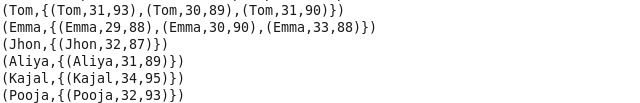 (Tom,{(Tom,31,93),(Tom,30,89),(Tom,31,90)})
(Emma,{(Emma,29,88),(Emma,30,90),(Emma,33,88)})
(Jhon,{(Jhon,32,87)})
(Aliya,{(Aliya,31,89)})
(Kajal,{(Kajal,34,95)})
(Pooja,{(Pooja,32,93)})